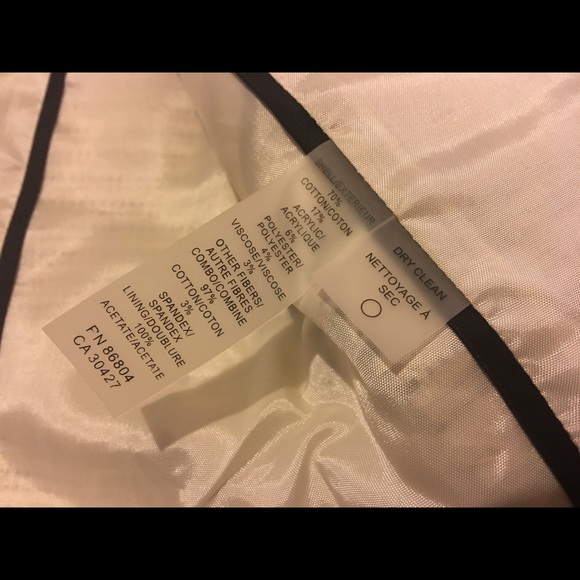 SHELL/EXTERIEUR
70%
COTTON/COTON
17%
ACRYLIC/
ACRYLIQUE
6%
POLYESTER/
POLYESTER
4%
VISCOSE/VISCOSE
3%
OTHER FIBERS/
AUTRE FIBRES
COMBO/COMBINE
97%
COTTON/COTON
3%
SPANDEX/
SPANDEX
LINING/DOUBLURE
100%
ACETATE/ACETATE
FN 86804
CA 30427
DRY CLEAN
NETTOYAGE À
SEC